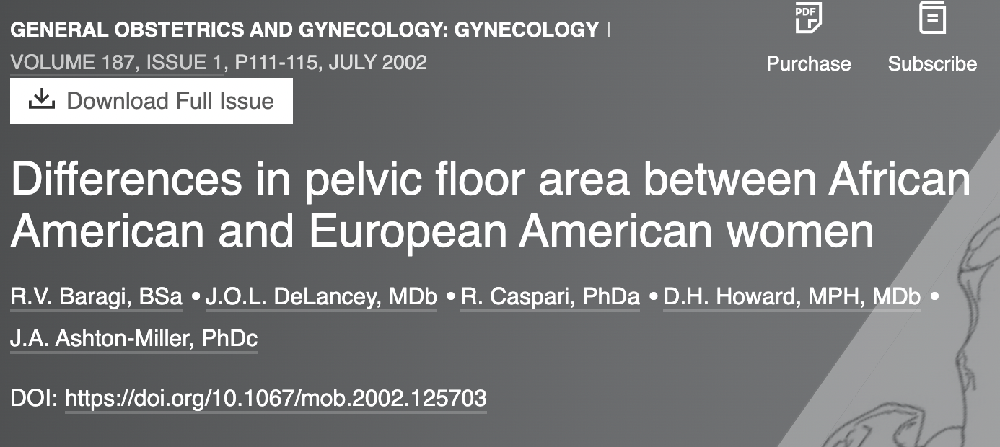 GENERAL OBSTETRICS AND GYNECOLOGY: GYNECOLOGY |
VOLUME 187, ISSUE 1, P111-115, JULY 2002
PDF
Purchase
Subscribe
Download Full Issue
Differences in pelvic floor area between African
American and European American women
R.V. Baragi, BSa • J.O.L. DeLancey, MDb • R. Caspari, PhDa • D.H. Howard, MPH, MDb •
J.A. Ashton-Miller, PhDc
DOI: https://doi.org/10.1067/mob.2002.125703